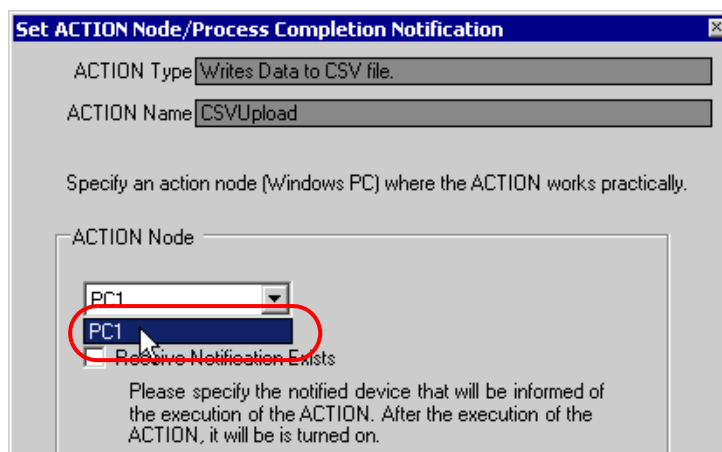 Set ACTION Node/Process Completion Notification
ACTION Type Writes Data to CSV file.
ACTION Name CSVUpload
Specify an action node (Windows PC) where the ACTION works practically.
ACTION Node
PC1
PC1
Receive Notification Exists
Please specify the notified device that will be informed of
the execution of the ACTION. After the execution of the
ACTION, it will be is turned on.